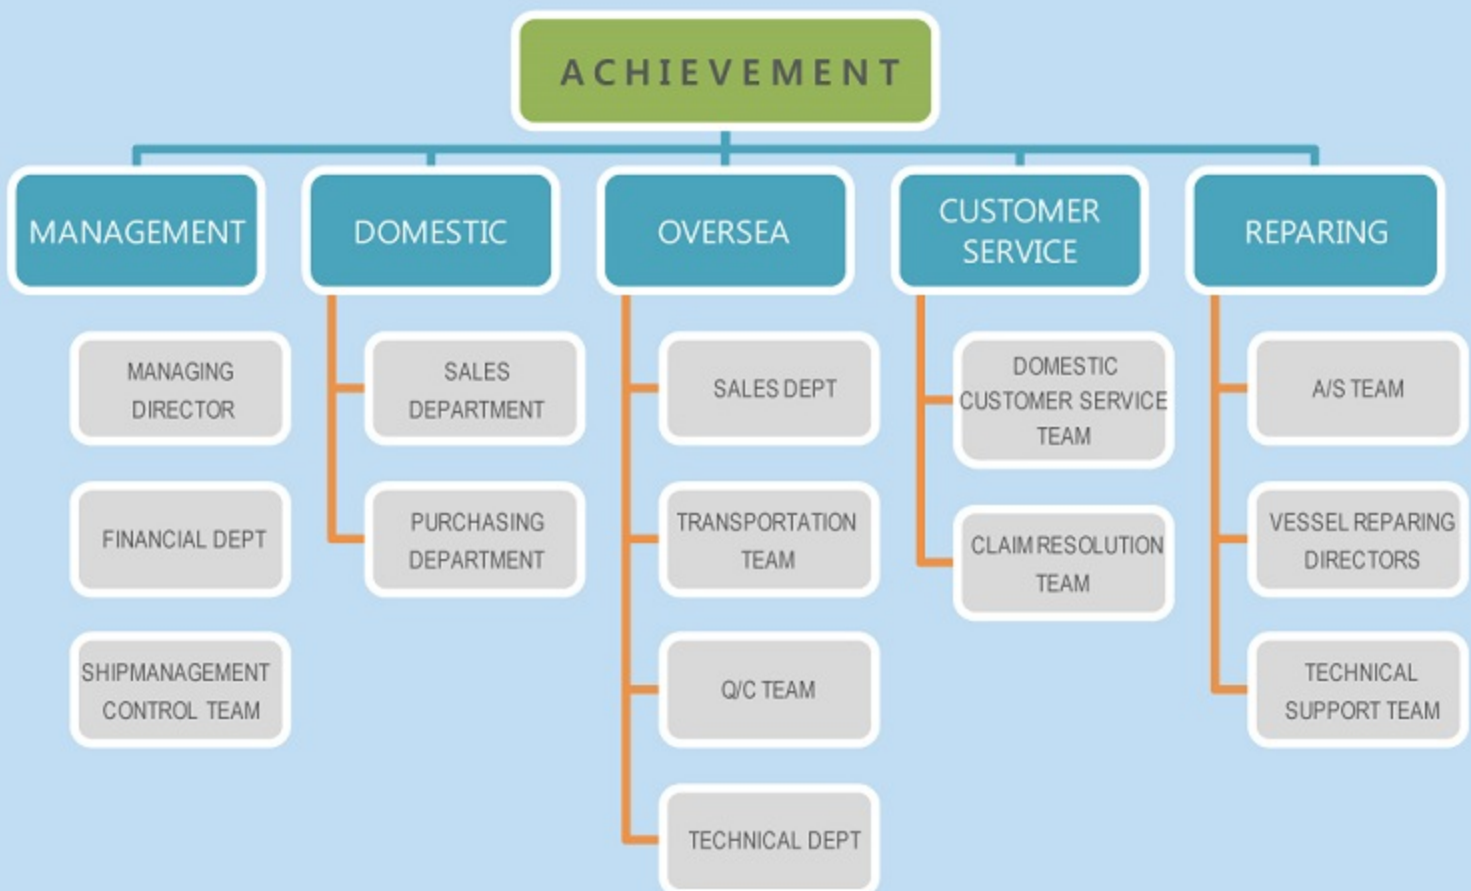 ACHIEVEMENT
MANAGEMENT
MANAGING
DIRECTOR
FINANCIAL DEPT
SHIPMANAGEMENT
CONTROL TEAM
DOMESTIC
SALES
DEPARTMENT
PURCHASING
DEPARTMENT
OVERSEA
SALES DEPT
TRANSPORTATION
TEAM
Q/C TEAM
TECHNICAL DEPT
CUSTOMER
SERVICE
DOMESTIC
CUSTOMER SERVICE
TEAM
CLAIM RESOLUTION
TEAM
REPARING
A/S TEAM
VESSEL REPARING
DIRECTORS
TECHNICAL
SUPPORT TEAM